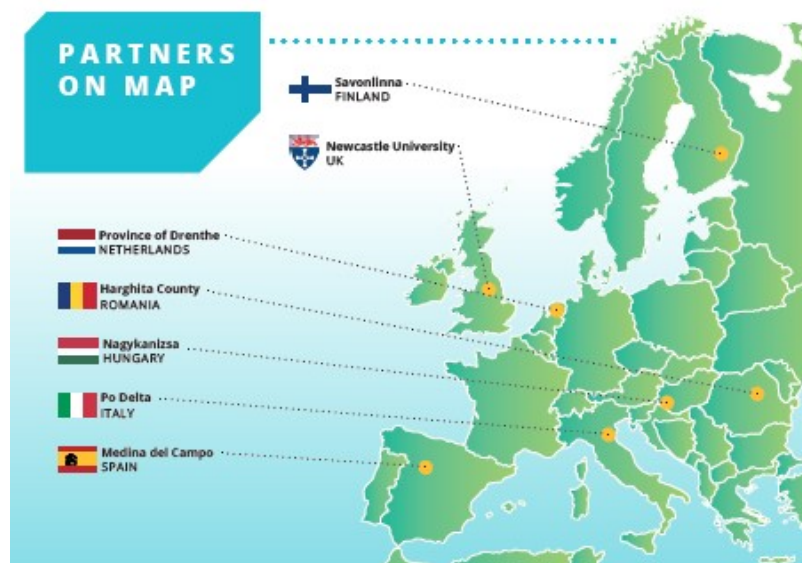 PARTNERS
ON MAP
Savonlinna
FINLAND
Newcastle University
UK
Province of Drenthe
NETHERLANDS
Harghita County
ROMANIA
Nagykanizsa
HUNGARY
Po Delta
ITALY
Medina del Campo
SPAIN